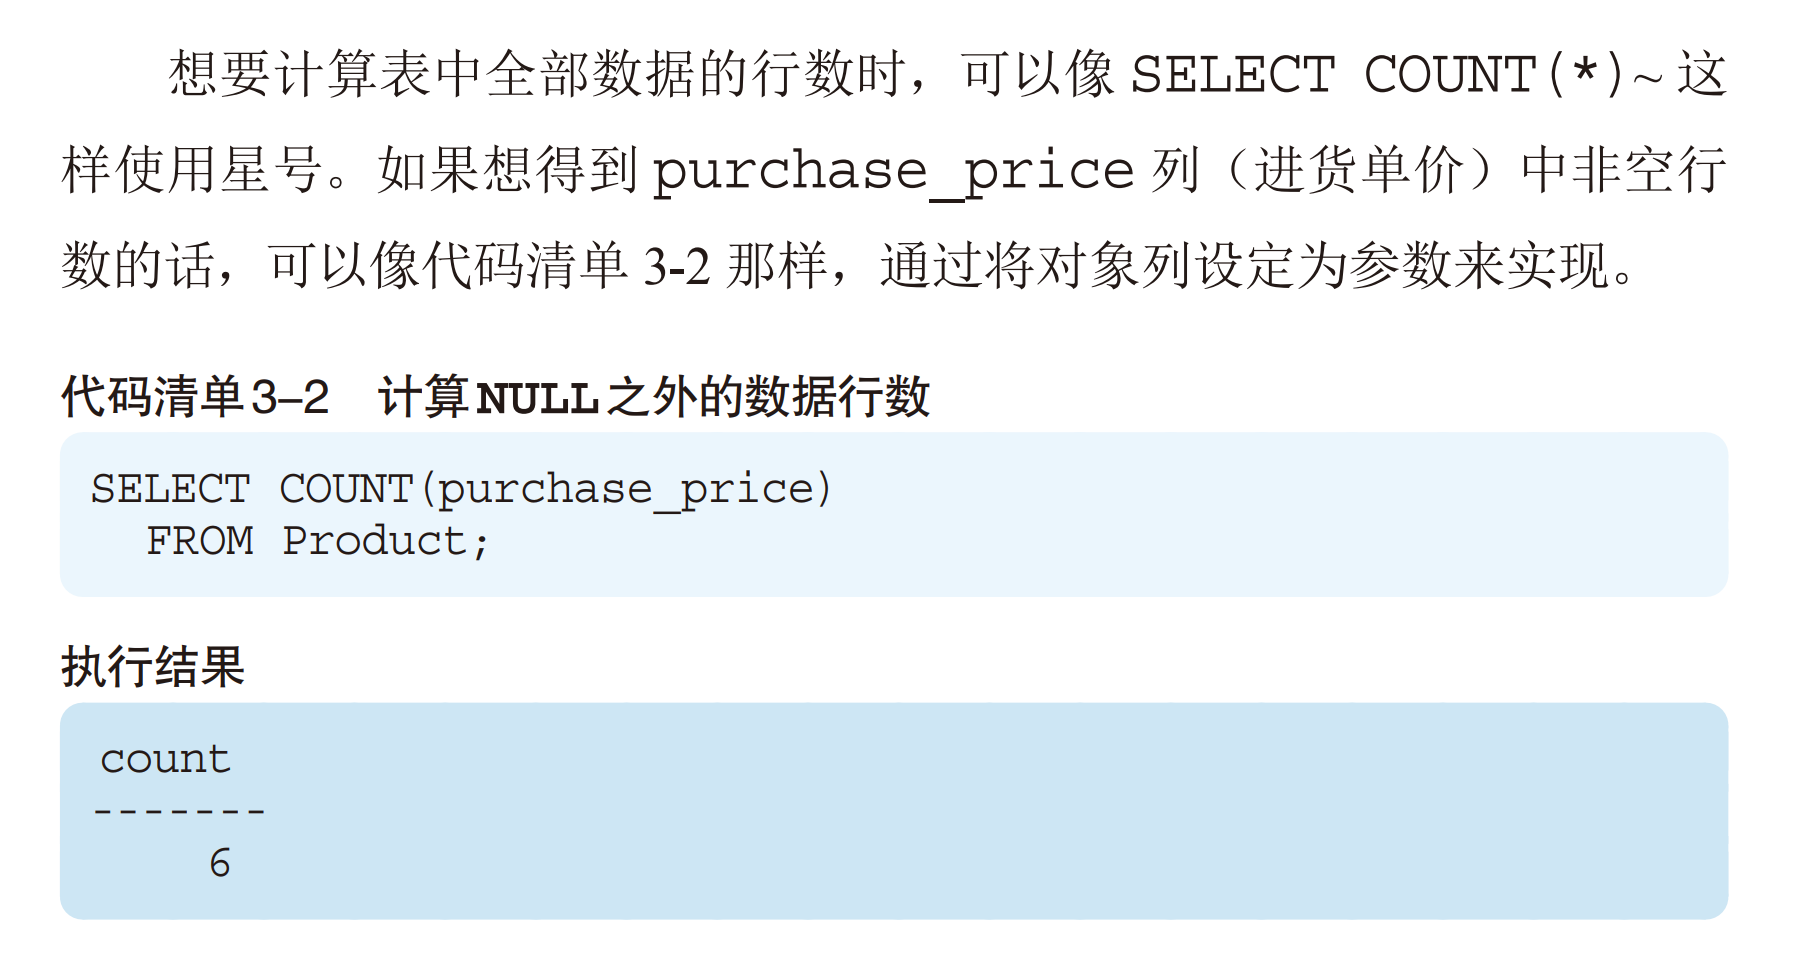 想要计算表中全部数据的行数时，可以像 SELECT COUNT(*)~ 这
样使用星号。如果想得到 purchase_price 列（进货单价）中非空行
数的话，可以像代码清单 3-2 那样，通过将对象列设定为参数来实现。
代码清单3–2　计算NULL之外的数据行数
SELECT COUNT(purchase_price)
  FROM Product;
执行结果
count
-------
6